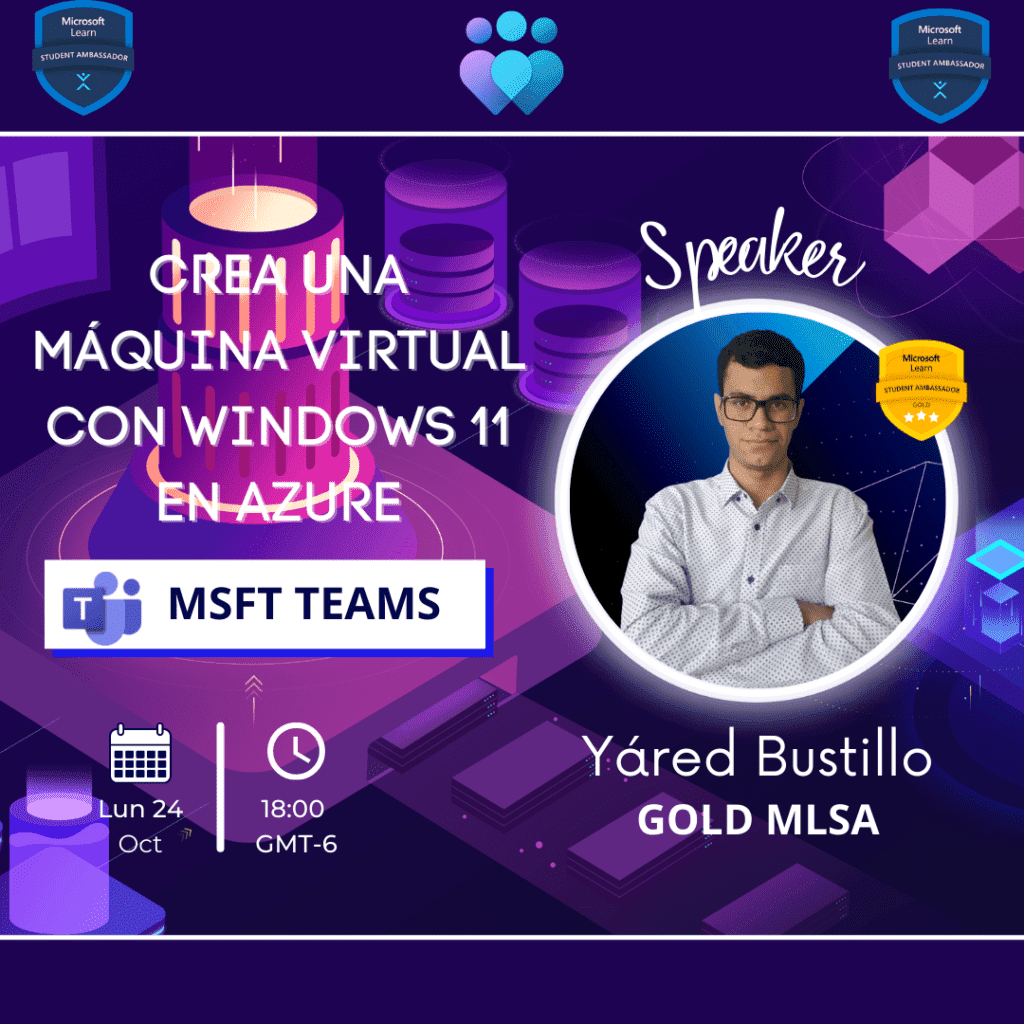 Microsoft
Learn
STUDENT AMBASSADOR
Microsoft
Learn
STUDENT AMBASSADOR
CREA UNA
MÁQUINA VIRTUAL
CON WINDOWS 11
EN AZURE
T
MSFT TEAMS
Lun 24
Oct
18:00
GMT-6
Speaker
Microsoft
Learn
STUDENT AMBASSADOR
GOLD
Yáred Bustillo
GOLD MLSA